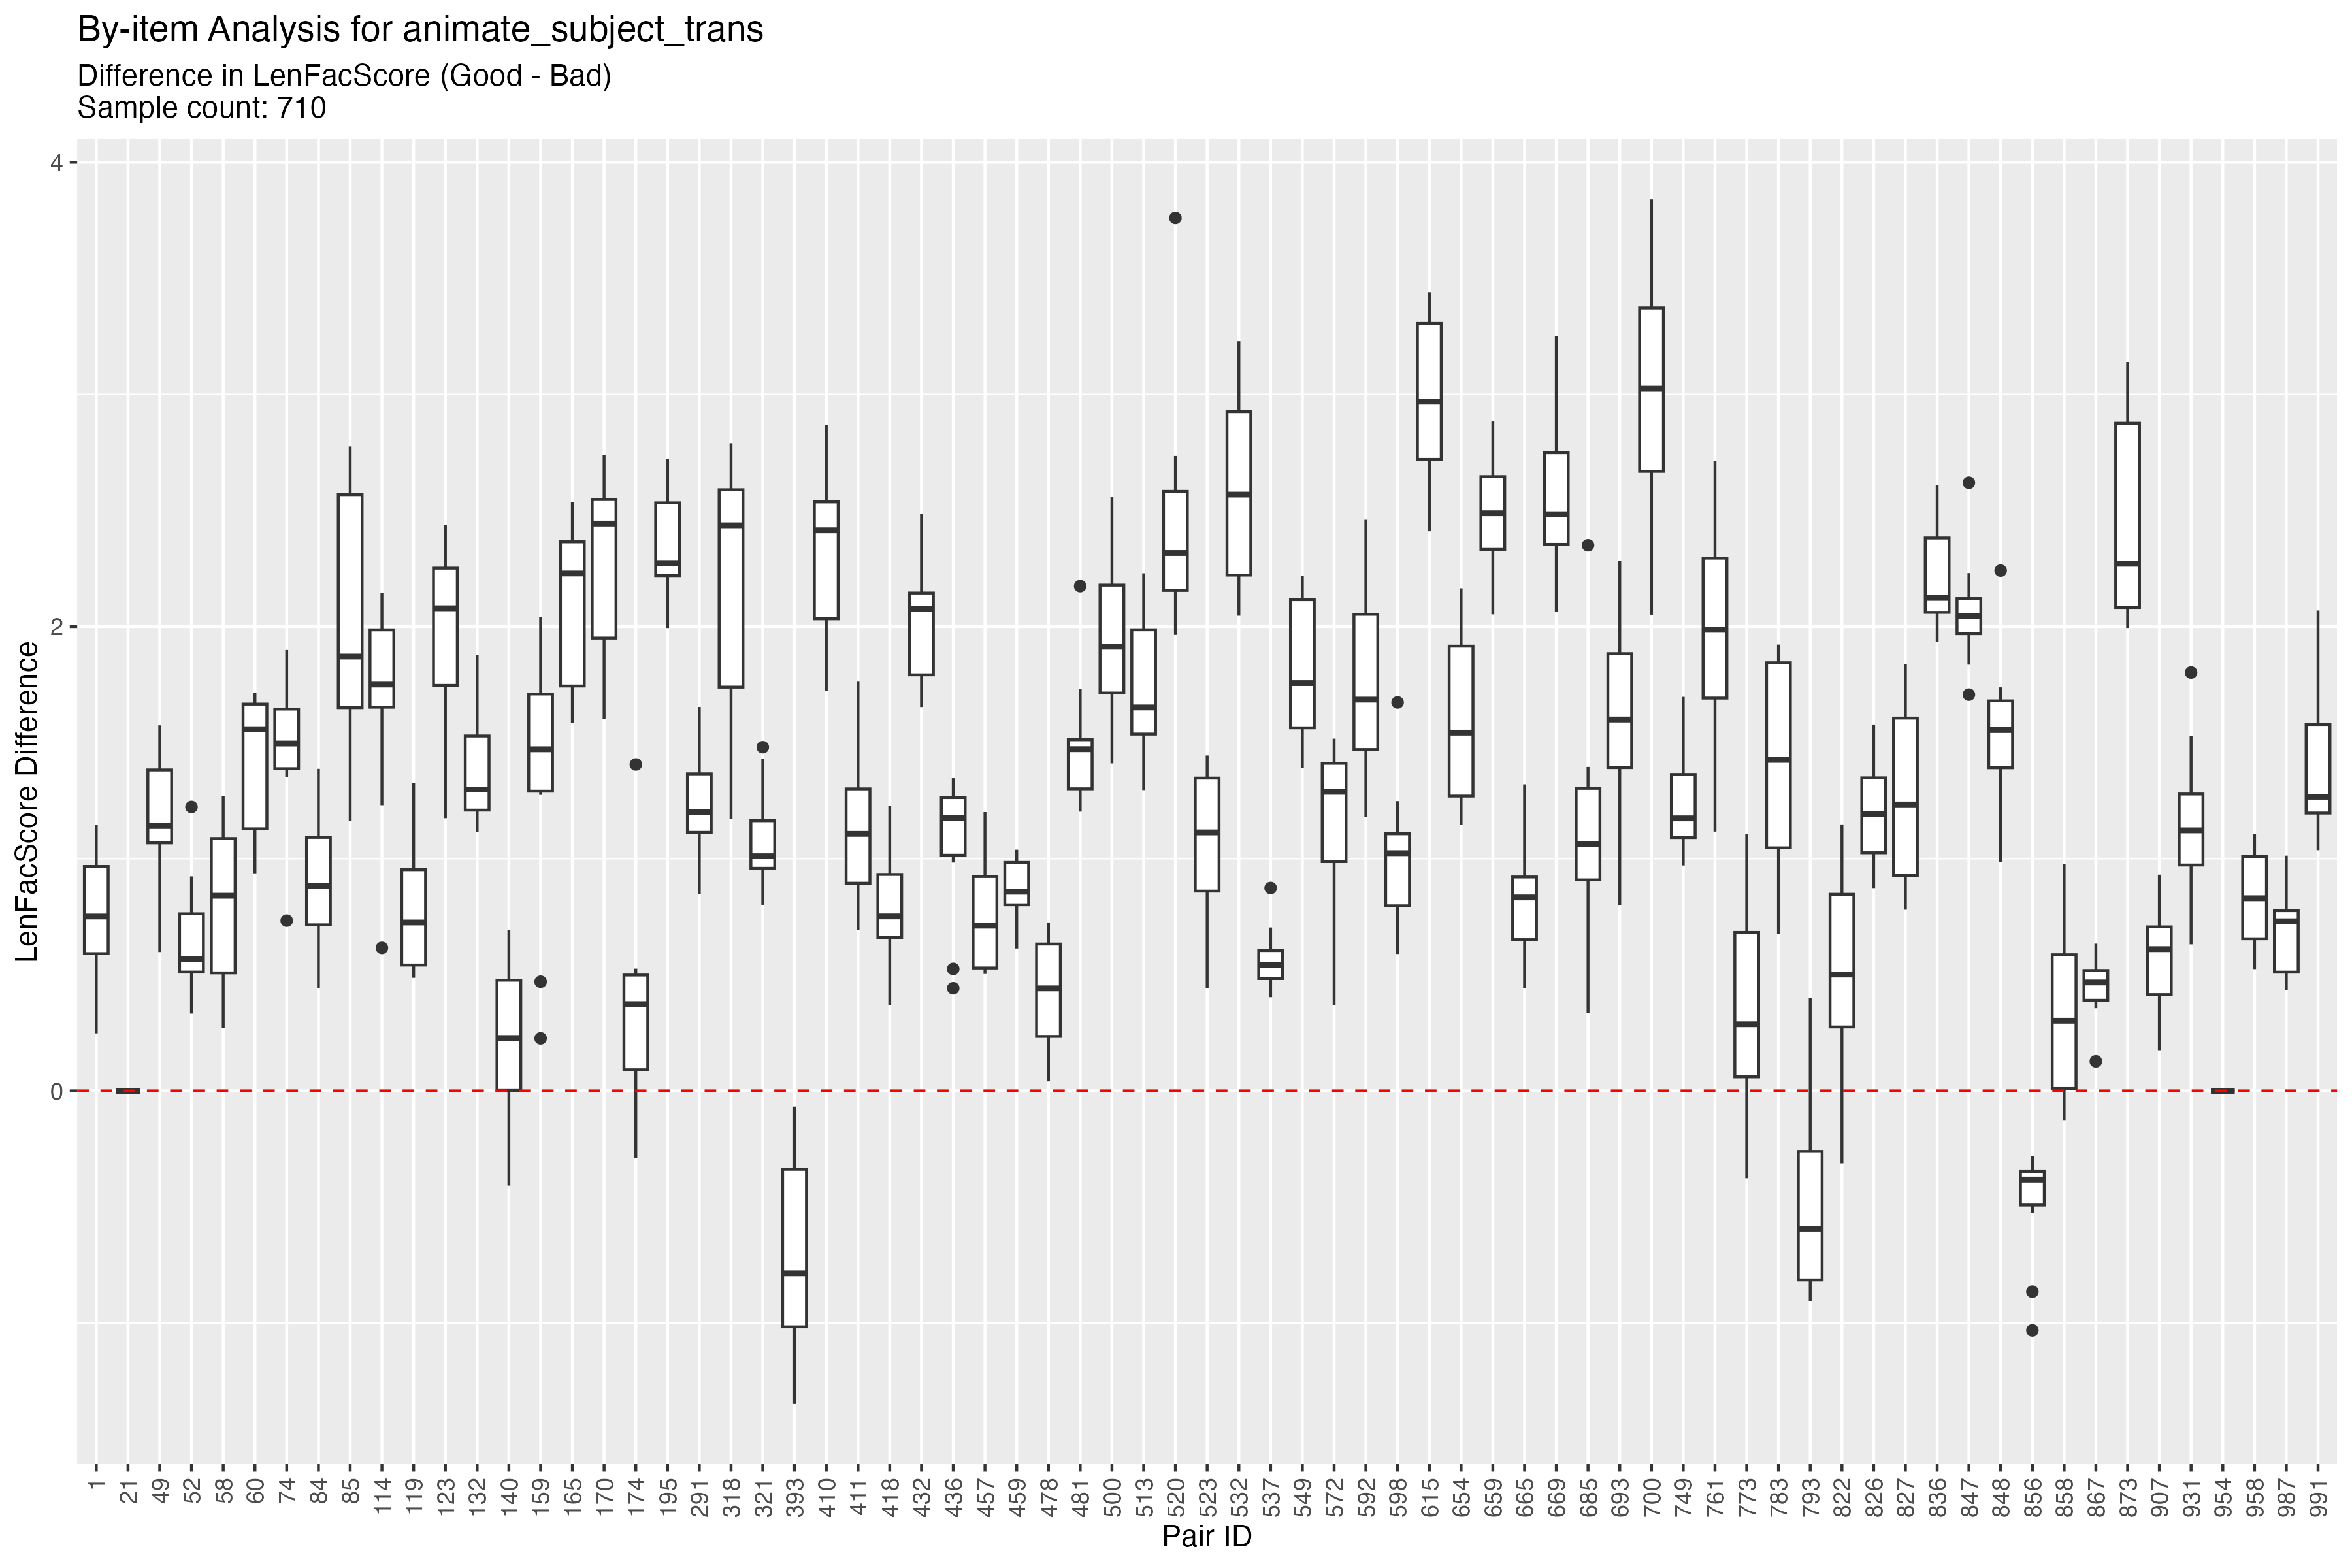 By-item Analysis for animate_subject_trans
Difference in LenFacScore (Good - Bad)
Sample count: 710
LenFacScore Difference
4
2
0
1 21 49 52 58 60 74 84 85 114 119 123 132 140 159 165 170 174 195 291 318 321 393 410 411 418 432 436 457 459 478 481 500 513 520 523 532 537 549 572 592 598 615 654 659 665 669 685 693 700 749 761 773 783 793 822 826 827 836 847 848 856 858 867 873 907 931 954 958 987 991
Pair ID